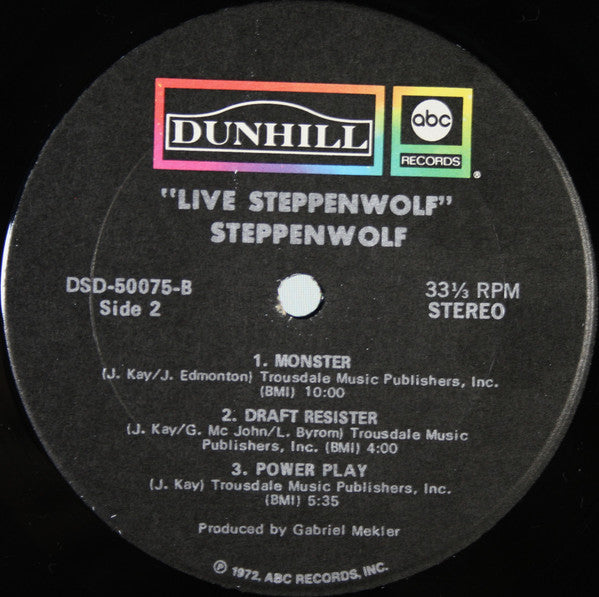 DUNHILL
abc
RECORDS
®
"LIVE STEPPENWOLF"
STEPPENWOLF
DSD-50075-B
Side 2
33⅓ RPM
STEREO
1. MONSTER
(J. Kay/J. Edmonton) Trousdale Music Publishers, Inc.
(BMI) 10:00
2. DRAFT RESISTER
(J. Kay/G. Mc John/L. Byrom) Trousdale Music
Publishers, Inc. (BMI) 4:00
3. POWER PLAY
(J. Kay) Trousdale Music Publishers, Inc.
(BMI) 5:35
Produced by Gabriel Mekler
℗ 1972, ABC RECORDS, INC.